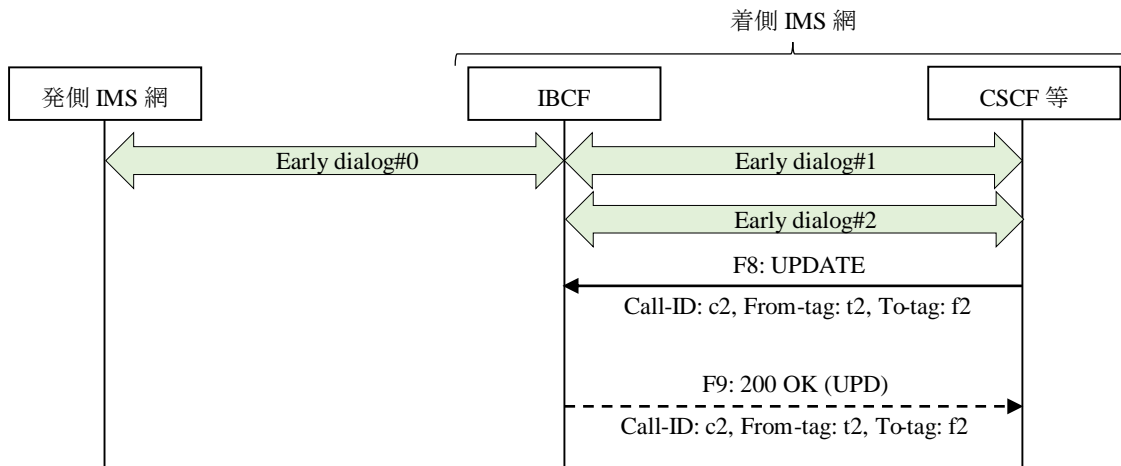 着側 IMS 網
発側 IMS 網
IBCF
CSCF 等
Early dialog#0
Early dialog#1
Early dialog#2
F8: UPDATE
Call-ID: c2, From-tag: t2, To-tag: f2
F9: 200 OK (UPD)
Call-ID: c2, From-tag: t2, To-tag: f2